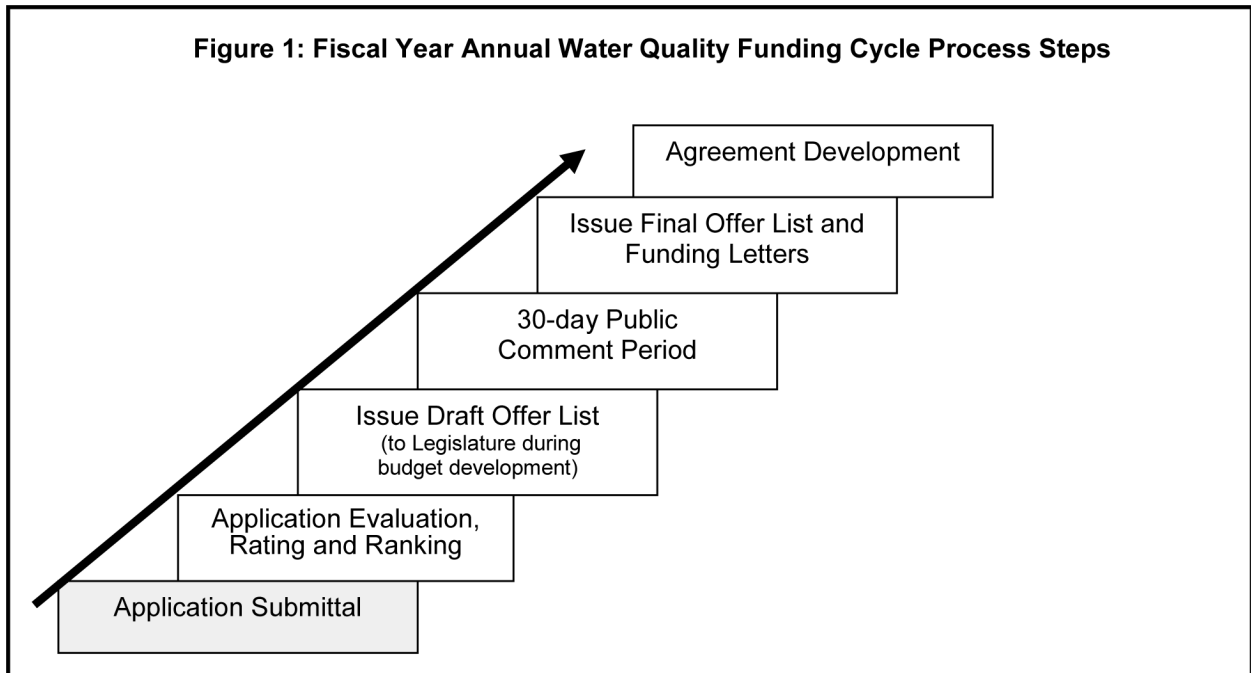 Figure 1: Fiscal Year Annual Water Quality Funding Cycle Process Steps
Agreement Development
Issue Final Offer List and
Funding Letters
30-day Public
Comment Period
Issue Draft Offer List
(to Legislature during
budget development)
Application Evaluation,
Rating and Ranking
Application Submittal